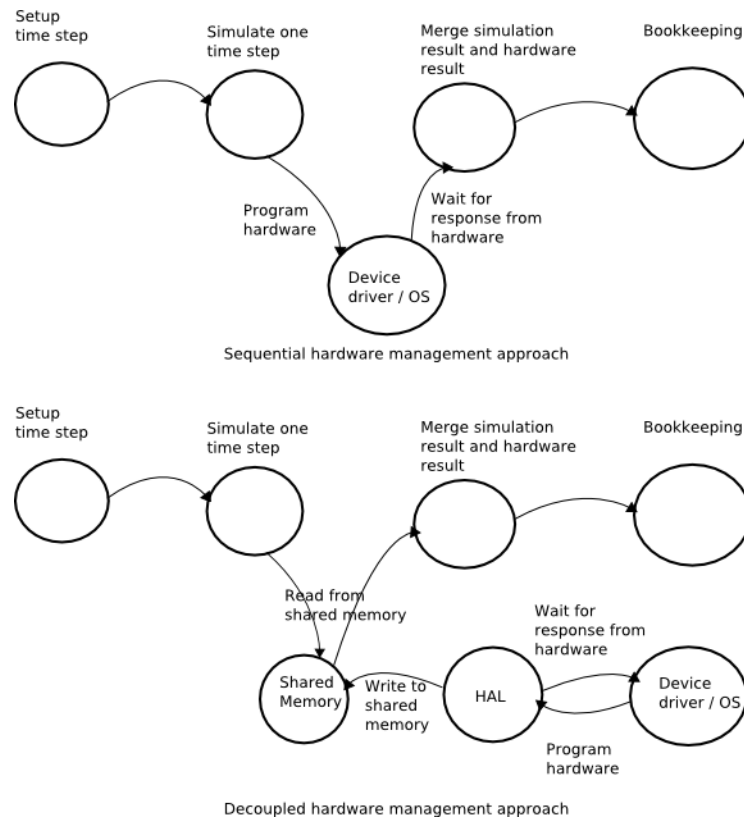 Setup
time step
Simulate one
time step
Merge simulation
result and hardware
result
Bookkeeping
Program
hardware
Wait for
response from
hardware
Device
driver / OS
Sequential hardware management approach
Setup
time step
Simulate one
time step
Merge simulation
result and hardware
result
Bookkeeping
Read from
shared memory
Wait for
response from
hardware
Shared
Memory
Write to
shared
memory
HAL
Device
driver / OS
Program
hardware
Decoupled hardware management approach